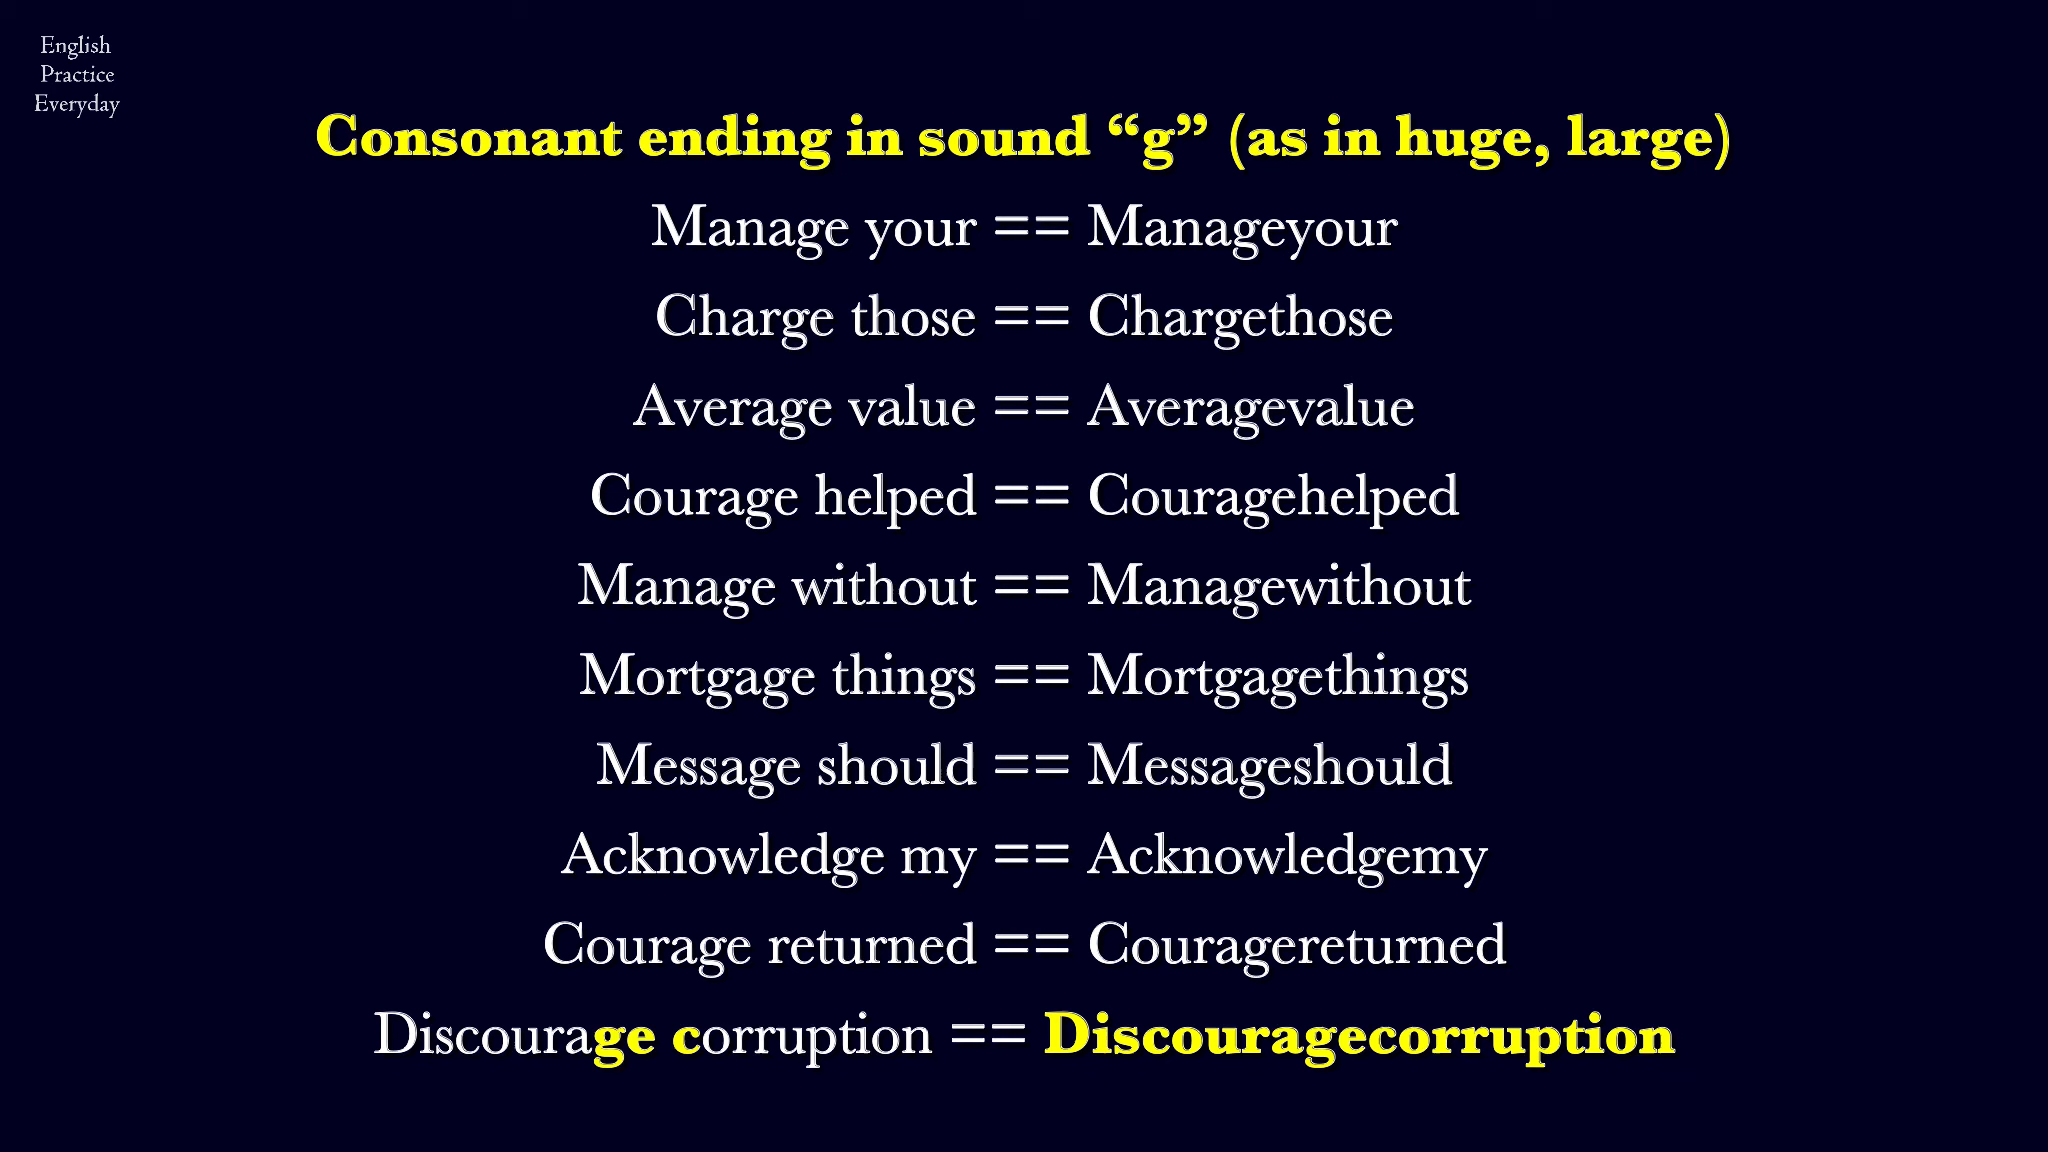 English
Practice
Everyday
Consonant ending in sound “g” (as in huge, large)
Manage your == Manageyour
Charge those == Chargethose
Average value == Averagevalue
Courage helped == Couragehelped
Manage without == Managewithout
Mortgage things == Mortgagethings
Message should == Messageshould
Acknowledge my == Acknowledgemy
Courage returned == Couragereturned
Discourage corruption == Discouragecorruption